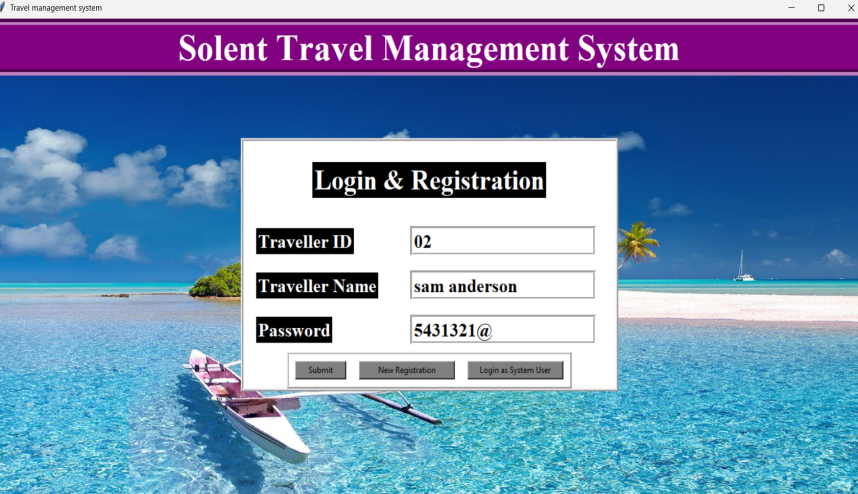 Travel management system
Solent Travel Management System
Login & Registration
Traveller ID 02
Traveller Name sam anderson
Password 5431321@
Submit New Registration Login as System User